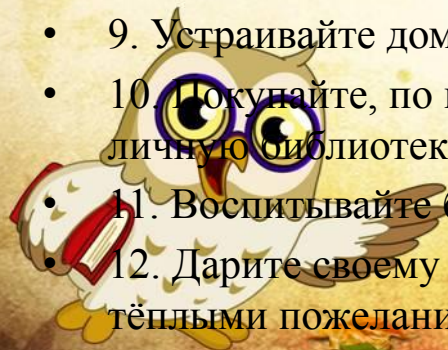 • 9. Устраивайте дом
• 10. Покупайте, по
личную библиотек
• 11. Воспитывайте
• 12. Дарите своему
тёплыми пожелани